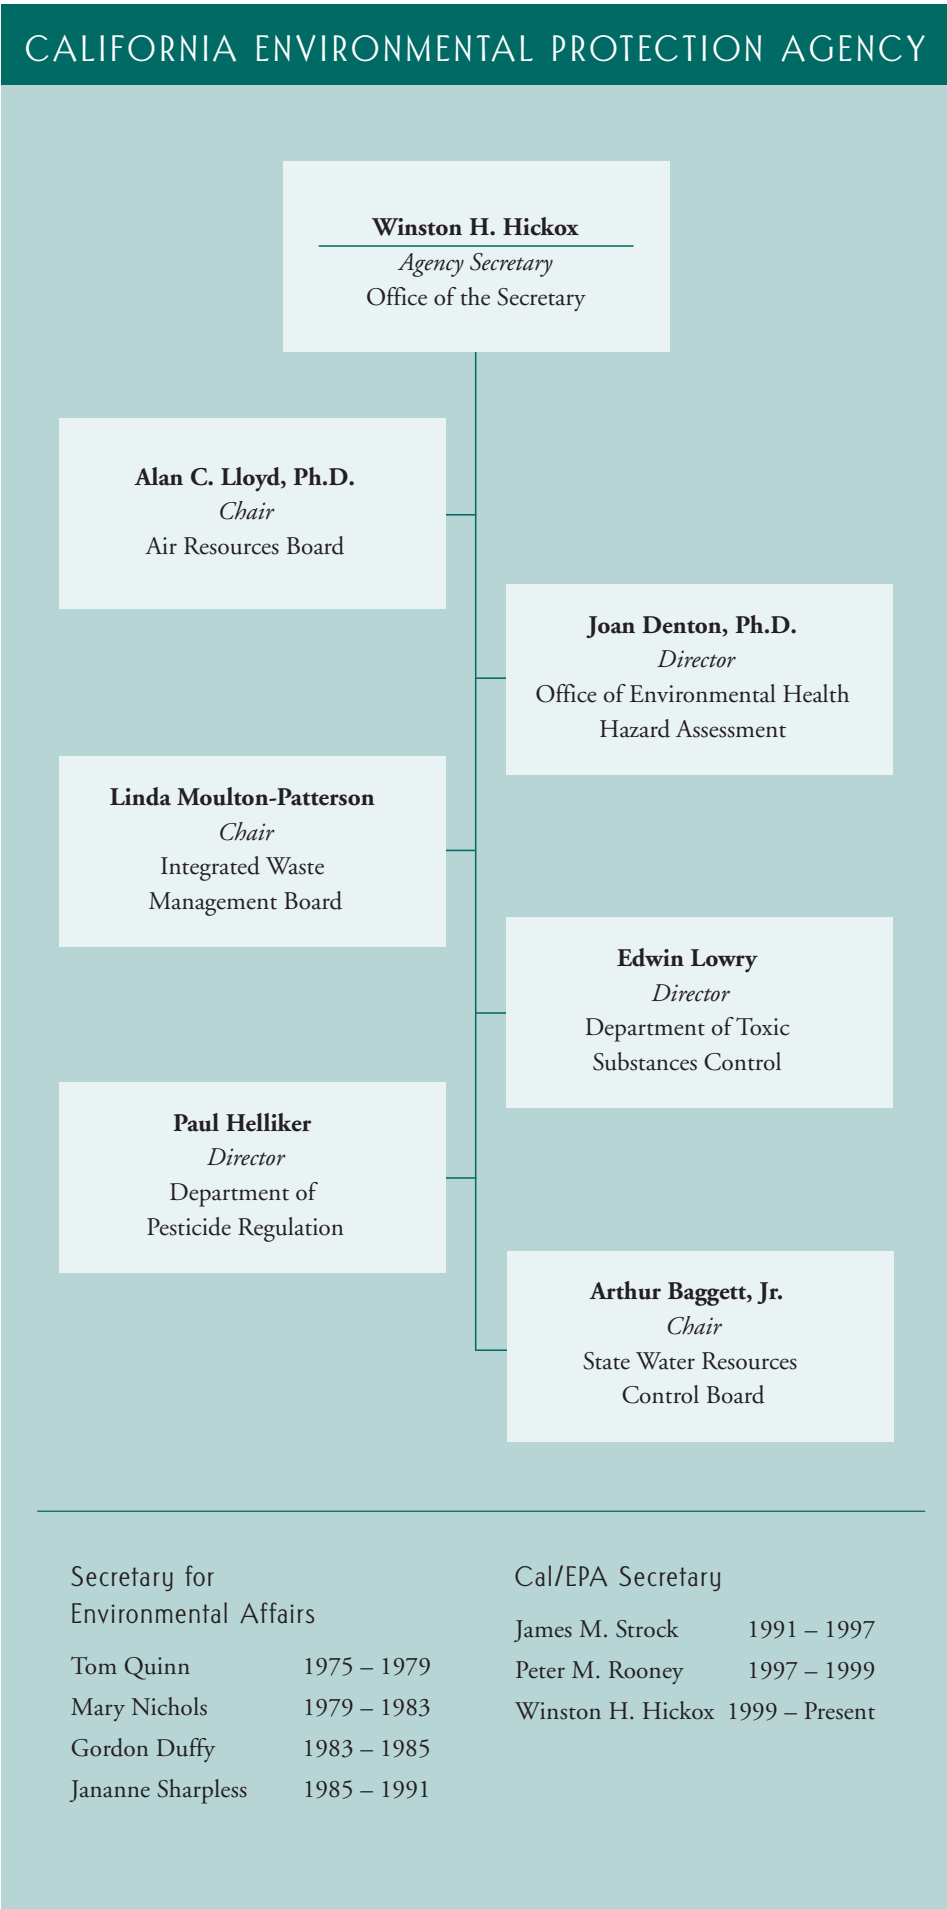 CALIFORNIA ENVIRONMENTAL PROTECTION AGENCY
Winston H. Hickox
Agency Secretary
Office of the Secretary
Alan C. Lloyd, Ph.D.
Chair
Air Resources Board
Joan Denton, Ph.D.
Director
Office of Environmental Health
Hazard Assessment
Linda Moulton-Patterson
Chair
Integrated Waste
Management Board
Edwin Lowry
Director
Department of Toxic
Substances Control
Paul Helliker
Director
Department of
Pesticide Regulation
Arthur Baggett, Jr.
Chair
State Water Resources
Control Board
Secretary for
Environmental Affairs
Tom Quinn 1975 – 1979
Mary Nichols 1979 – 1983
Gordon Duffy 1983 – 1985
Jananne Sharpless 1985 – 1991
Cal/EPA Secretary
James M. Strock 1991 – 1997
Peter M. Rooney 1997 – 1999
Winston H. Hickox 1999 – Present